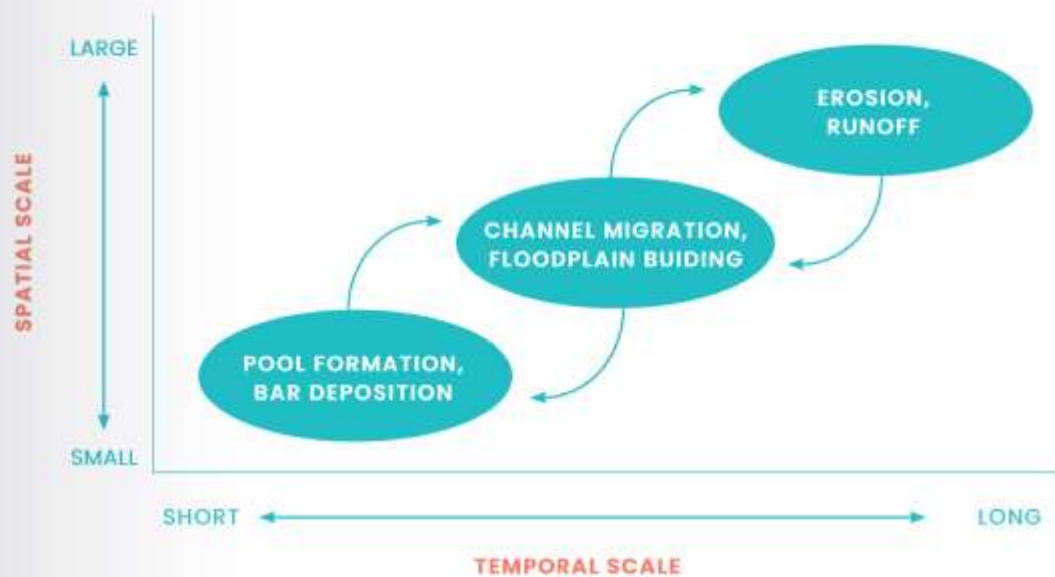 LARGE
SPATIAL SCALE
SMALL
EROSION,
RUNOFF
CHANNEL MIGRATION,
FLOODPLAIN BUIDING
POOL FORMATION,
BAR DEPOSITION
SHORT
LONG
TEMPORAL SCALE